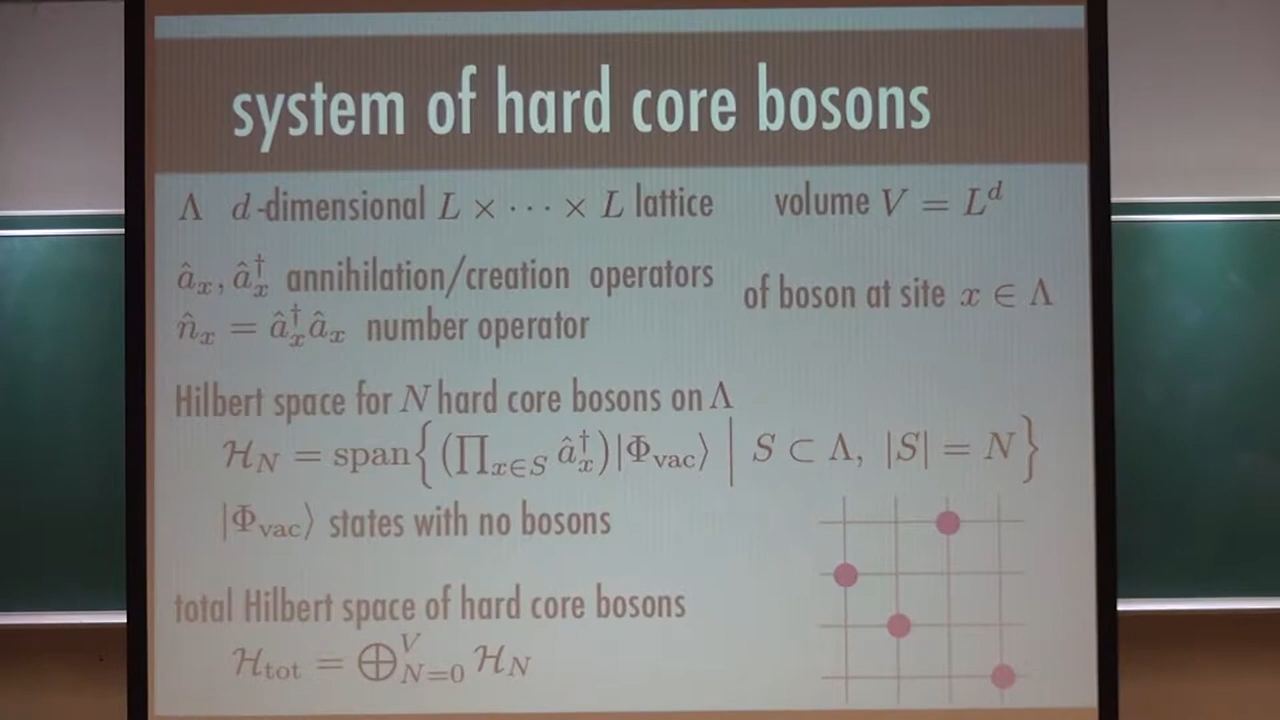 system of hard core bosons
Λ d-dimensional L × ··· × L lattice volume V = L^d
â_x, â_x^† annihilation/creation operators
of boson at site x ∈ Λ
n̂_x = â_x^† â_x number operator
Hilbert space for N hard core bosons on Λ
ℋ_N = span{(∏_{x∈S} â_x^†)|Φ_vac⟩ | S ⊂ Λ, |S| = N}
|Φ_vac⟩ states with no bosons
total Hilbert space of hard core bosons
ℋ_tot = ⊕_{N=0}^V ℋ_N